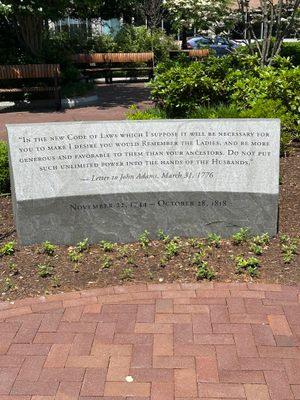 "In the new Code of Laws which I suppose it will be necessary for
you to make I desire you would Remember the Ladies, and be more
generous and favorable to them than your ancestors. Do not put
such unlimited power into the hands of the Husbands."
— Letter to John Adams, March 31, 1776
November 22, 1744 – October 28, 1818